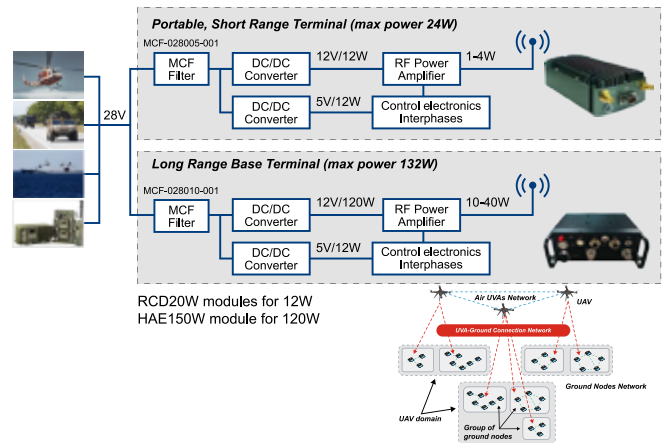 Portable, Short Range Terminal (max power 24W)
MCF-028005-001
MCF
Filter
DC/DC
Converter
12V/12W
RF Power
Amplifier
1-4W
DC/DC
Converter
5V/12W
Control electronics
Interphases
28V
Long Range Base Terminal (max power 132W)
MCF-028010-001
MCF
Filter
DC/DC
Converter
12V/120W
RF Power
Amplifier
10-40W
DC/DC
Converter
5V/12W
Control electronics
Interphases
RCD20W modules for 12W
HAE150W module for 120W
Air UVAs Network
UAV
UVA-Ground Connection Network
Ground Nodes Network
UAV domain
Group of
ground nodes